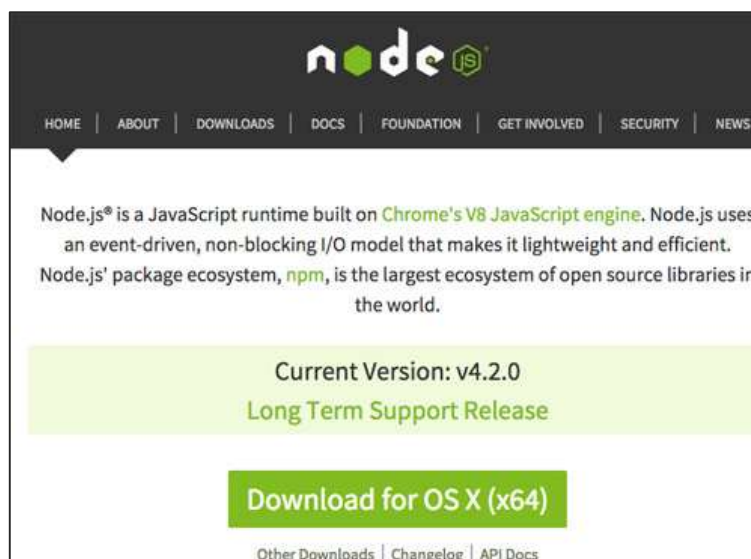 node JS
HOME | ABOUT | DOWNLOADS | DOCS | FOUNDATION | GET INVOLVED | SECURITY | NEWS
Node.js® is a JavaScript runtime built on Chrome's V8 JavaScript engine. Node.js uses
an event-driven, non-blocking I/O model that makes it lightweight and efficient.
Node.js' package ecosystem, npm, is the largest ecosystem of open source libraries in
the world.
Current Version: v4.2.0
Long Term Support Release
Download for OS X (x64)
Other Downloads | Changelog | API Docs